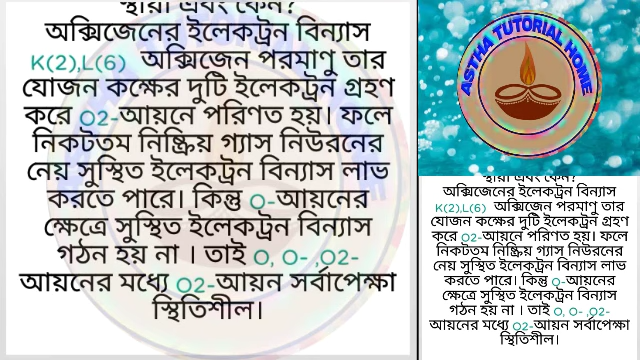 স্থায়ী এবং কেন?
অক্সিজেনের ইলেকট্রন বিন্যাস
K(2),L(6) অক্সিজেন পরমাণু তার
যোজন কক্ষের দুটি ইলেকট্রন গ্রহণ
করে O2-আয়নে পরিণত হয়। ফলে
নিকটতম নিষ্ক্রিয় গ্যাস নিউরনের
নেয় সুস্থিত ইলেকট্রন বিন্যাস লাভ
করতে পারে। কিন্তু O-আয়নের
ক্ষেত্রে সুস্থিত ইলেকট্রন বিন্যাস
গঠন হয় না । তাই O, O- ,O2-
আয়নের মধ্যে O2-আয়ন সর্বাপেক্ষা
স্থিতিশীল।
ASTHA TUTORIAL HOME
স্থায়ী এবং কেন?
অক্সিজেনের ইলেকট্রন বিন্যাস
K(2),L(6) অক্সিজেন পরমাণু তার
যোজন কক্ষের দুটি ইলেকট্রন গ্রহণ
করে O2-আয়নে পরিণত হয়। ফলে
নিকটতম নিষ্ক্রিয় গ্যাস নিউরনের
নেয় সুস্থিত ইলেকট্রন বিন্যাস লাভ
করতে পারে। কিন্তু O-আয়নের
ক্ষেত্রে সুস্থিত ইলেকট্রন বিন্যাস
গঠন হয় না । তাই O, O- ,O2-
আয়নের মধ্যে O2-আয়ন সর্বাপেক্ষা
স্থিতিশীল।